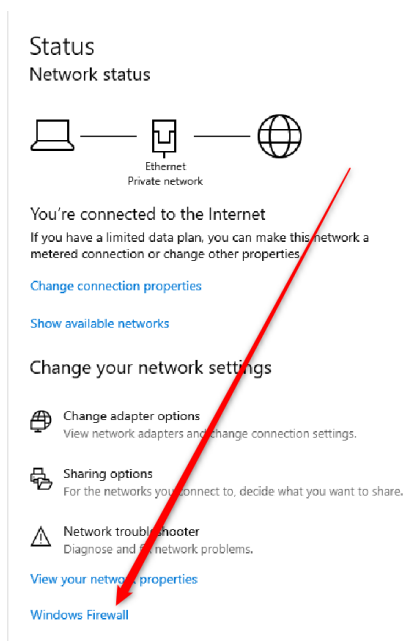 Status
Network status
Ethernet
Private network
You're connected to the Internet
If you have a limited data plan, you can make this network a
metered connection or change other properties.
Change connection properties
Show available networks
Change your network settings
Change adapter options
View network adapters and change connection settings.
Sharing options
For the networks you connect to, decide what you want to share.
Network troubleshooter
Diagnose and fix network problems.
View your network properties
Windows Firewall